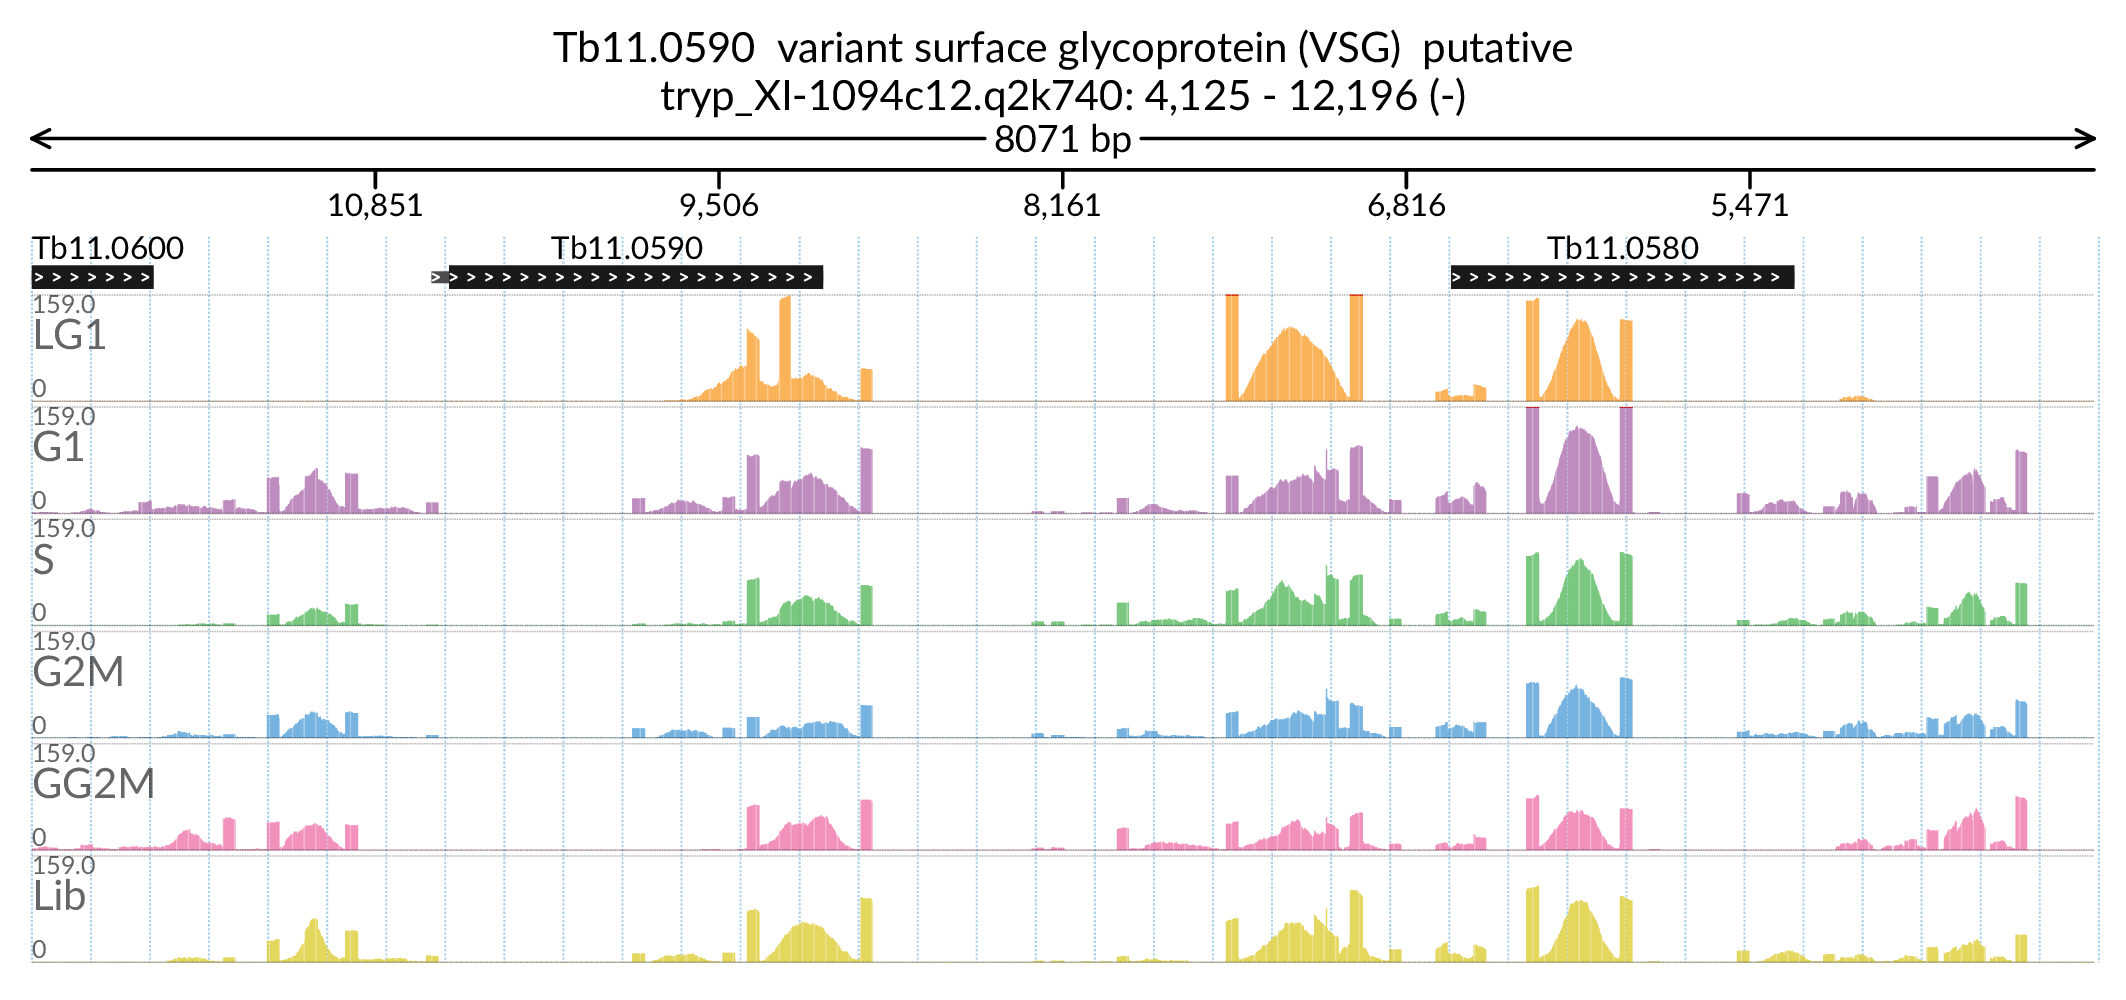 Tb11.0590 variant surface glycoprotein (VSG) putative
tryp_XI-1094c12.q2k740: 4,125 - 12,196 (-)
8071 bp
10,851 9,506 8,161 6,816 5,471
Tb11.0600 Tb11.0590 Tb11.0580
159.0
LG1
0
159.0
G1
0
159.0
S
0
159.0
G2M
0
159.0
GG2M
0
159.0
Lib
0